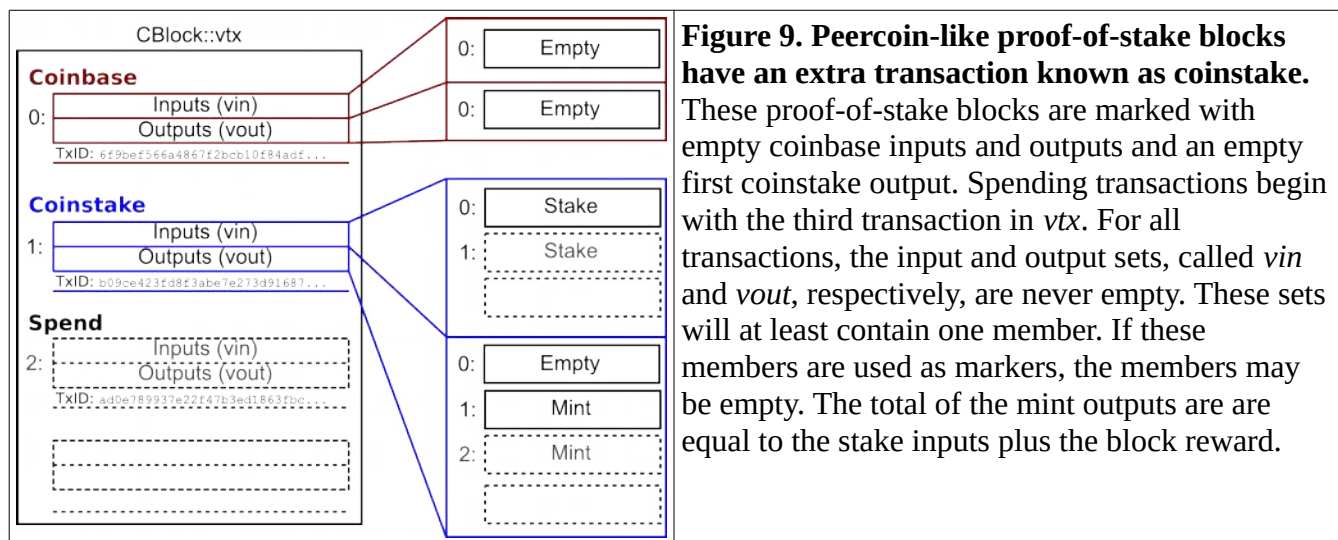 CBlock::vtx
Coinbase
0:
Inputs (vin)
Outputs (vout)
TxID: 6f9bef566a4867f2bcb10f84adf...
0:
Empty
0:
Empty
Coinstake
1:
Inputs (vin)
Outputs (vout)
TxID: b09ce423fd8f3abe7e273d91687...
0:
Stake
1:
Stake
0:
Empty
1:
Mint
2:
Mint
Spend
2:
Inputs (vin)
Outputs (vout)
TxID: ad0e789937e22f47b3ed1863fbc...
Figure 9. Peercoin-like proof-of-stake blocks
have an extra transaction known as coinstake.
These proof-of-stake blocks are marked with
empty coinbase inputs and outputs and an empty
first coinstake output. Spending transactions begin
with the third transaction in vtx. For all
transactions, the input and output sets, called vin
and vout, respectively, are never empty. These sets
will at least contain one member. If these
members are used as markers, the members may
be empty. The total of the mint outputs are are
equal to the stake inputs plus the block reward.